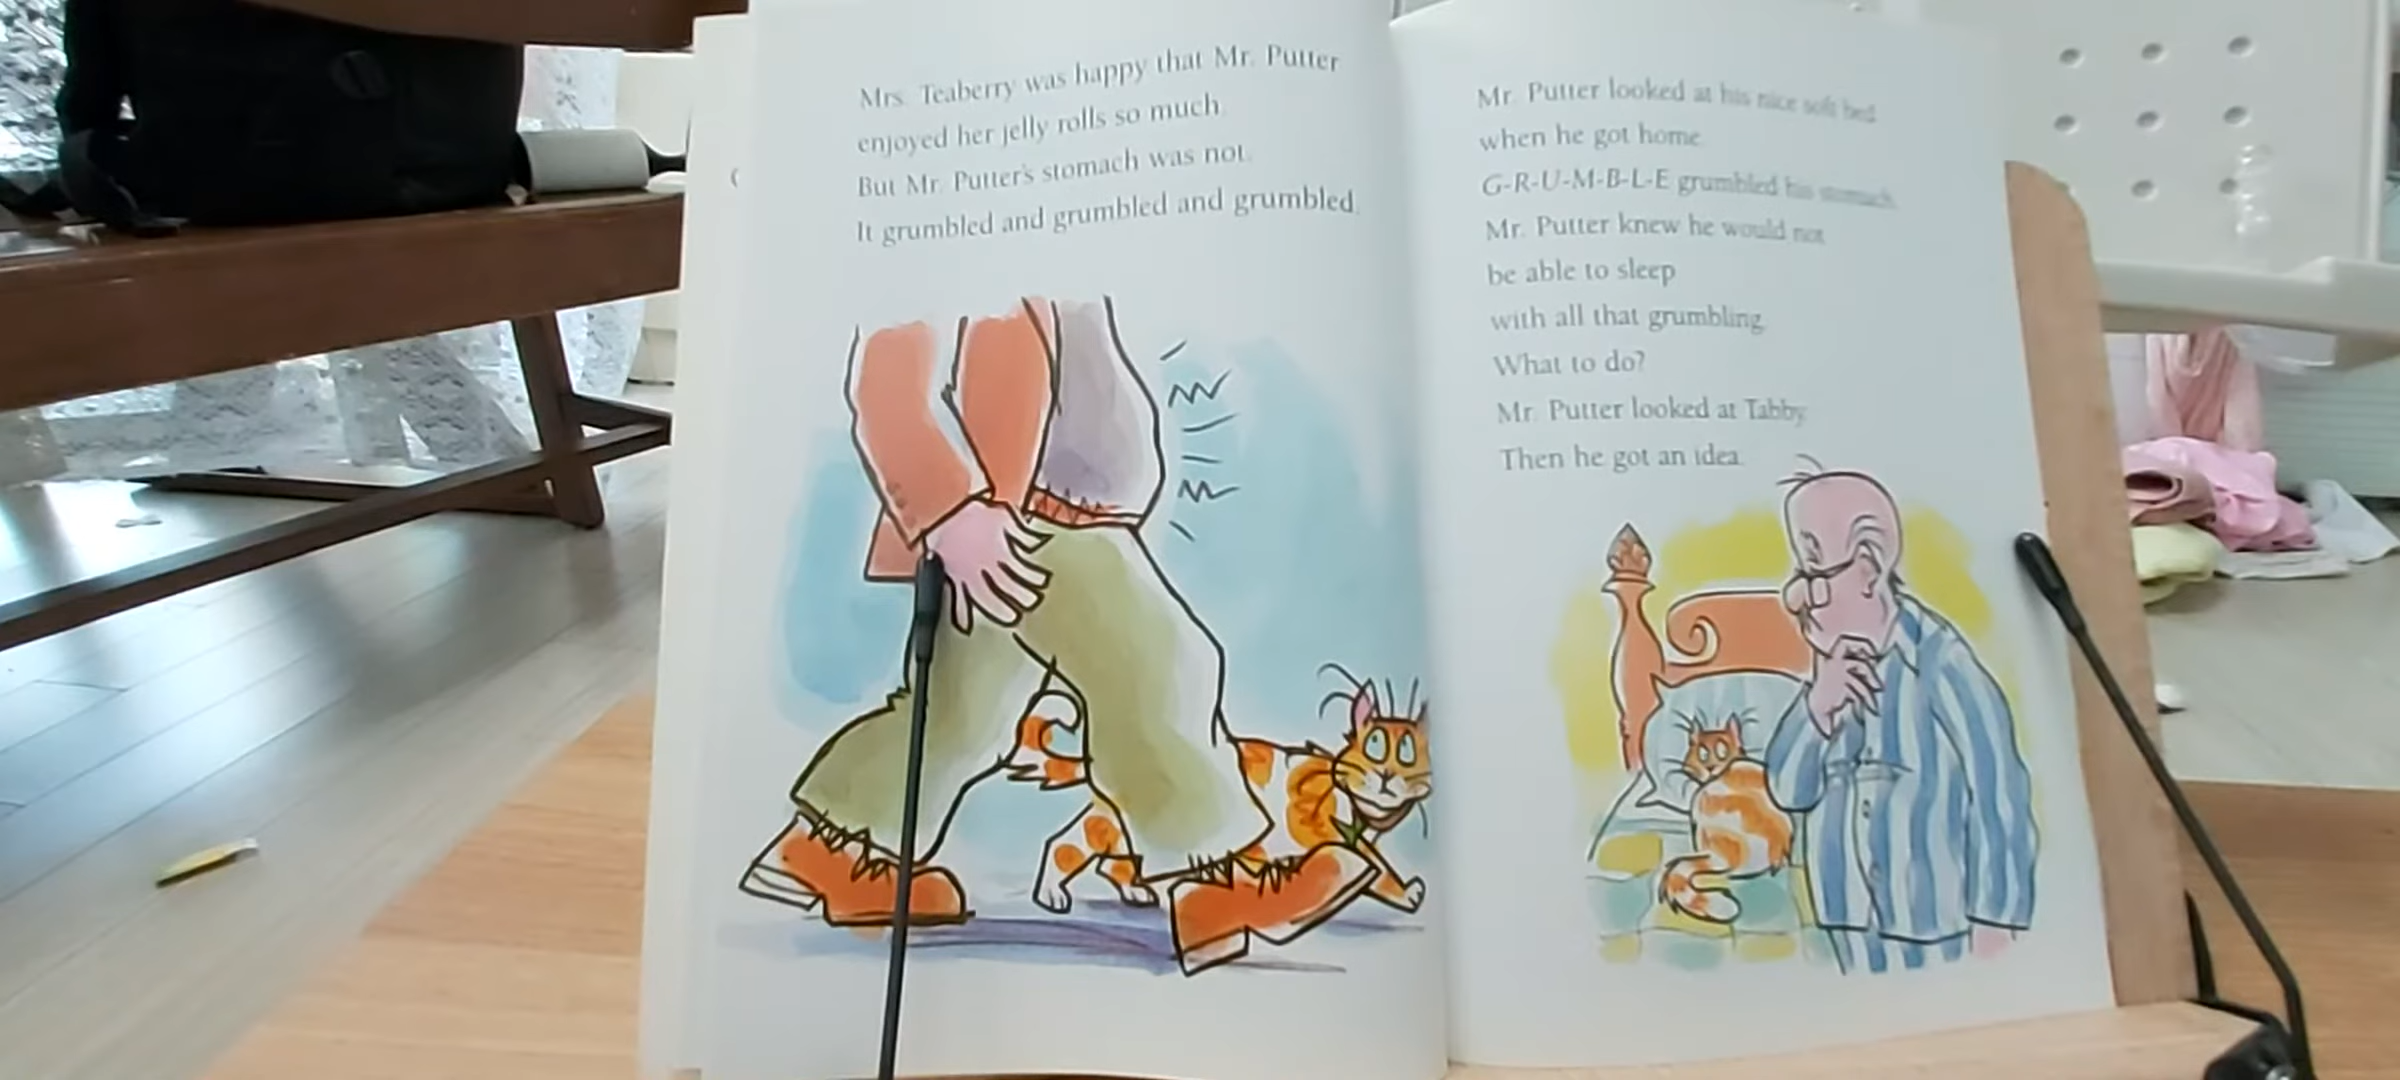 Mrs. Teaberry was happy that Mr. Putter
enjoyed her jelly rolls so much.
But Mr. Putter's stomach was not.
It grumbled and grumbled and grumbled.
Mr. Putter looked at his nice soft bed
when he got home.
G-R-U-M-B-L-E grumbled his stomach.
Mr. Putter knew he would not
be able to sleep
with all that grumbling.
What to do?
Mr. Putter looked at Tabby.
Then he got an idea.